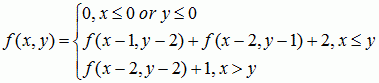 f(x, y) = { 0, x ≤ 0 or y ≤ 0
f(x − 1, y − 2) + f(x − 2, y − 1) + 2, x ≤ y
f(x − 2, y − 2) + 1, x > y